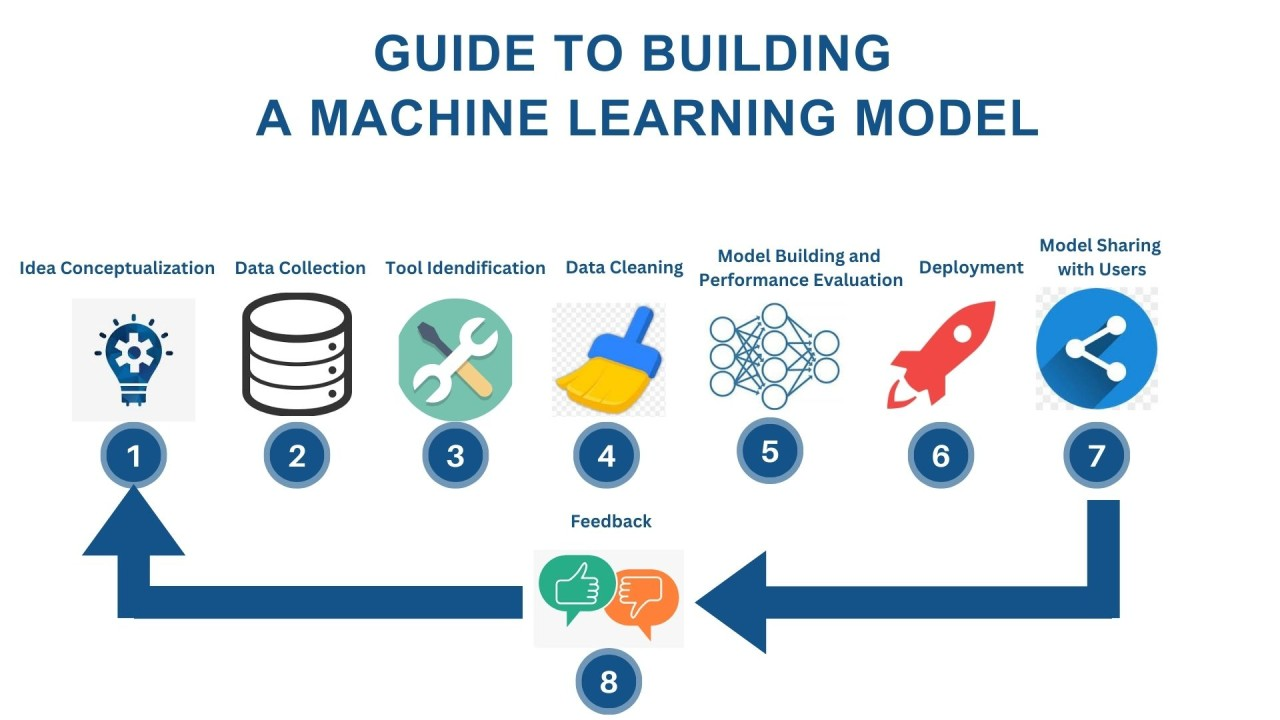 GUIDE TO BUILDING
A MACHINE LEARNING MODEL
Idea Conceptualization
Data Collection
Tool Idendification
Data Cleaning
Model Building and
Performance Evaluation
Deployment
Model Sharing
with Users
1
2
3
4
5
6
7
Feedback
8